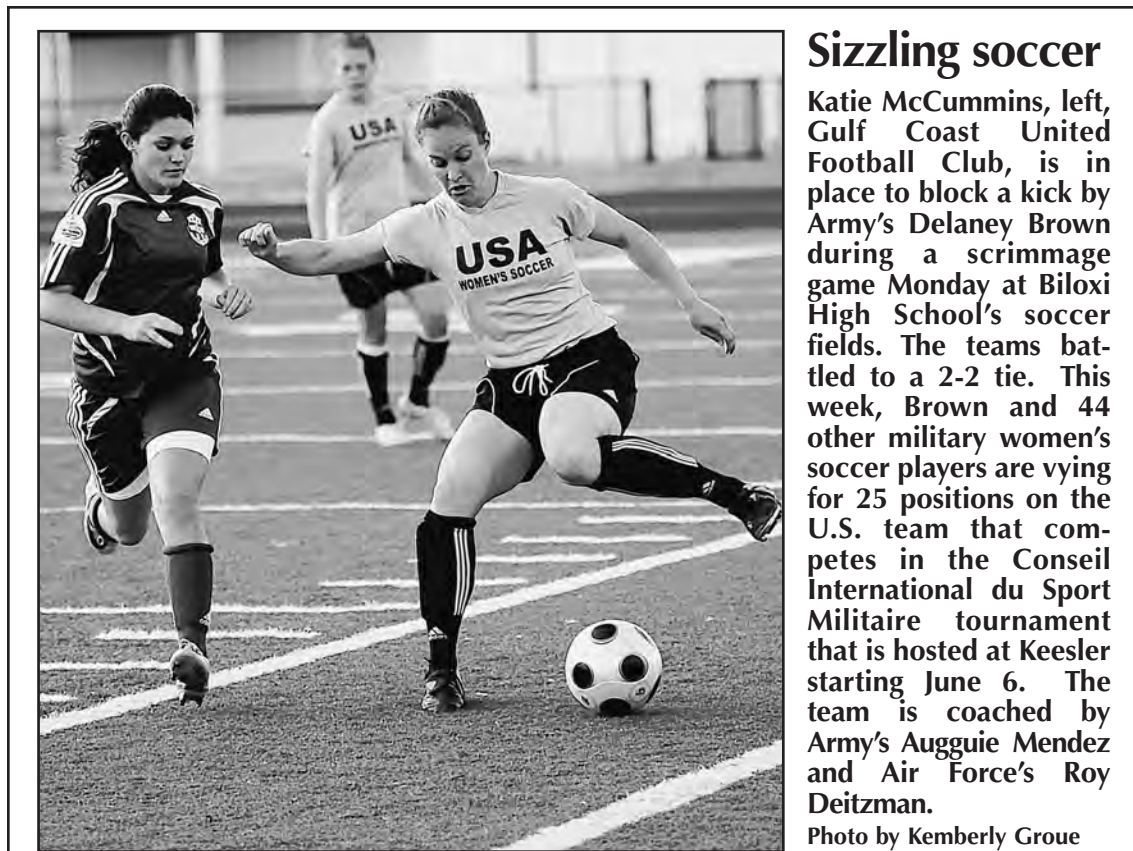 Sizzling soccer
Katie McCummins, left,
Gulf Coast United
Football Club, is in
place to block a kick by
Army's Delaney Brown
during a scrimmage
game Monday at Biloxi
High School's soccer
fields. The teams bat-
tled to a 2-2 tie. This
week, Brown and 44
other military women's
soccer players are vying
for 25 positions on the
U.S. team that com-
petes in the Conseil
International du Sport
Militaire tournament
that is hosted at Keesler
starting June 6. The
team is coached by
Army's Augguie Mendez
and Air Force's Roy
Deitzman.
Photo by Kemberly Groue
USA
USA
WOMEN'S SOCCER